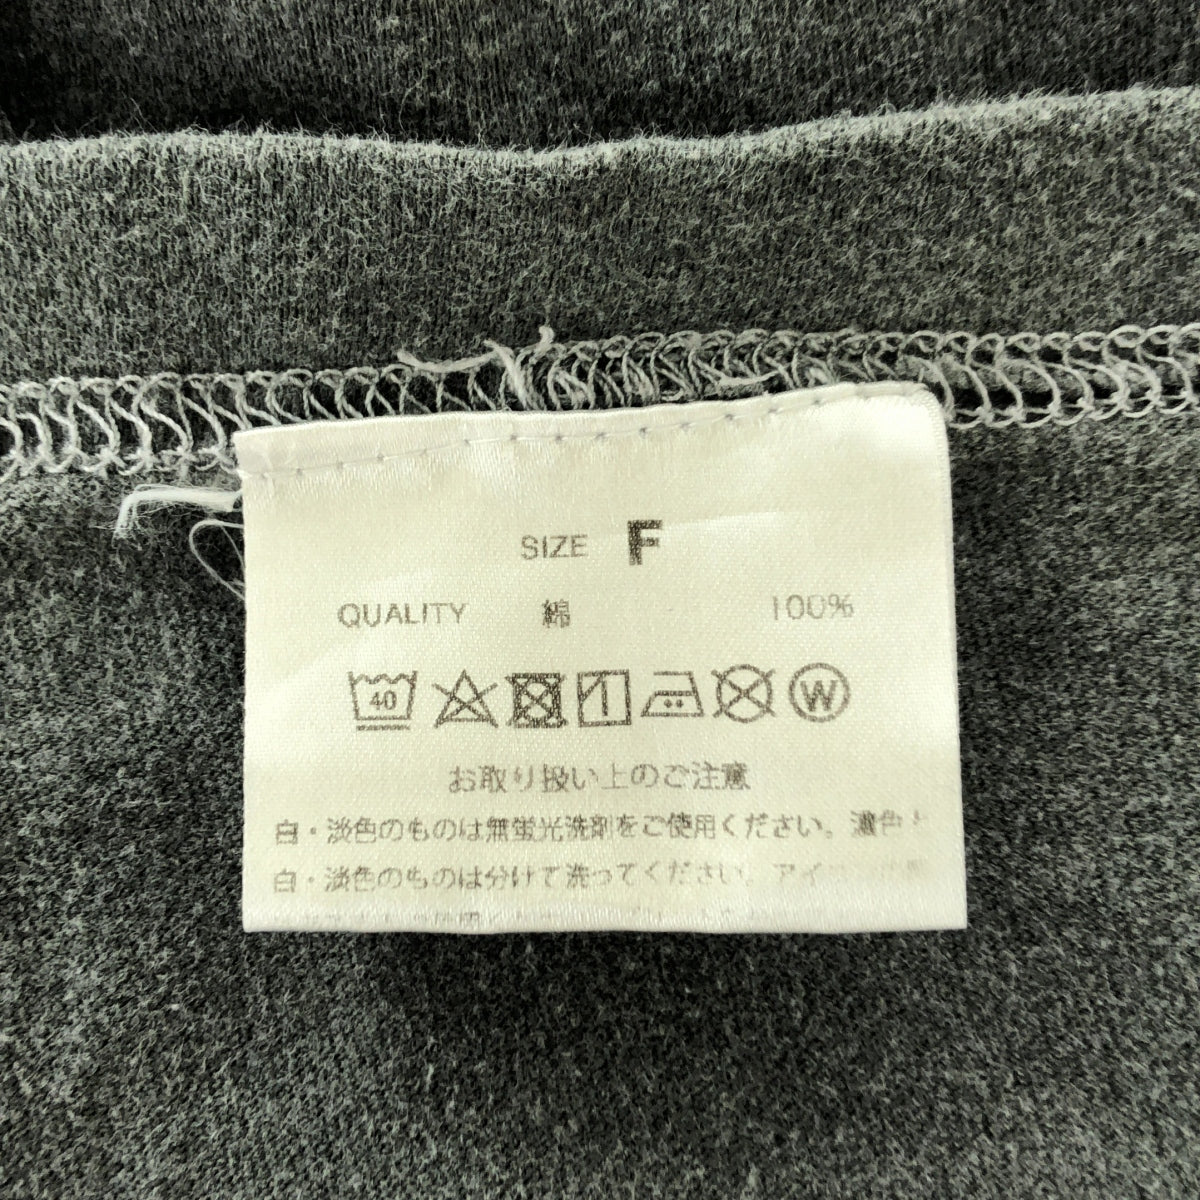 SIZE F
QUALITY 綿 100%
40 W
お取り扱い上のご注意
白・淡色のものは無蛍光洗剤をご使用ください。濃色と
白・淡色のものは分けて洗ってください。アイ